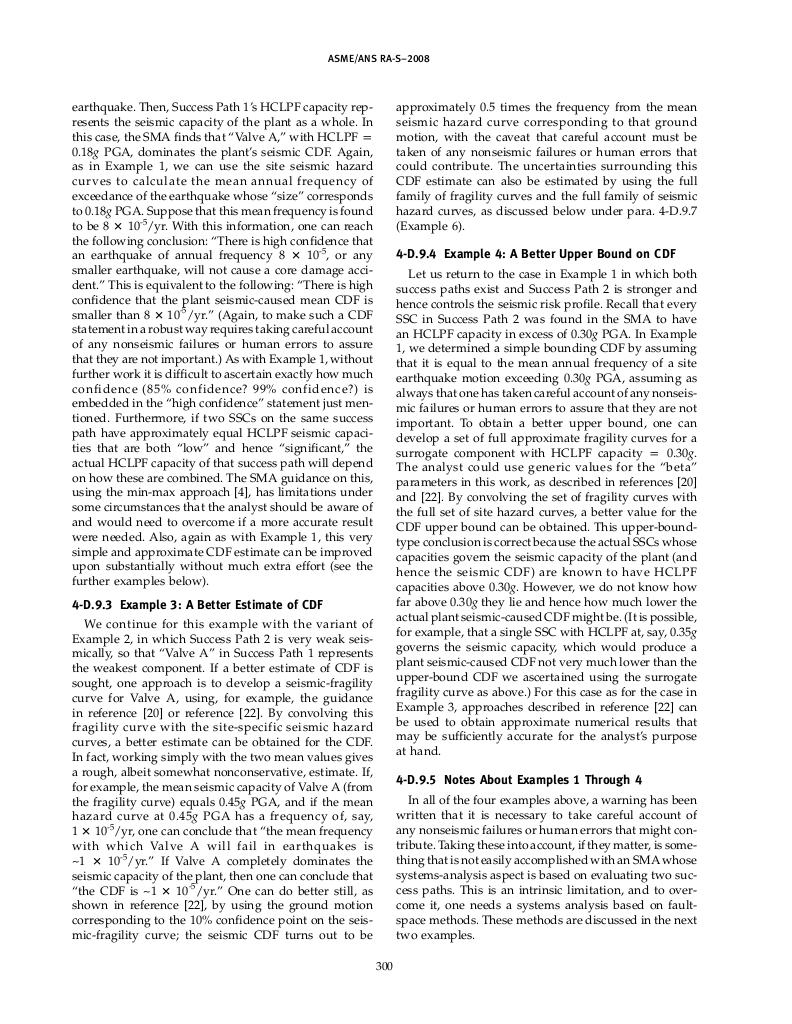 ASME/ANS RA-S–2008
earthquake. Then, Success Path 1's HCLPF capacity rep-
resents the seismic capacity of the plant as a whole. In
this case, the SMA finds that "Valve A," with HCLPF =
0.18g PGA, dominates the plant's seismic CDF. Again,
as in Example 1, we can use the site seismic hazard
curves to calculate the mean annual frequency of
exceedance of the earthquake whose "size" corresponds
to 0.18g PGA. Suppose that this mean frequency is found
to be 8 × 10⁻⁵/yr. With this information, one can reach
the following conclusion: "There is high confidence that
an earthquake of annual frequency 8 × 10⁻⁵, or any
smaller earthquake, will not cause a core damage acci-
dent." This is equivalent to the following: "There is high
confidence that the plant seismic-caused mean CDF is
smaller than 8 × 10⁻⁵/yr." (Again, to make such a CDF
statement in a robust way requires taking careful account
of any nonseismic failures or human errors to assure
that they are not important.) As with Example 1, without
further work it is difficult to ascertain exactly how much
confidence (85% confidence? 99% confidence?) is
embedded in the "high confidence" statement just men-
tioned. Furthermore, if two SSCs on the same success
path have approximately equal HCLPF seismic capaci-
ties that are both "low" and hence "significant," the
actual HCLPF capacity of that success path will depend
on how these are combined. The SMA guidance on this,
using the min-max approach [4], has limitations under
some circumstances that the analyst should be aware of
and would need to overcome if a more accurate result
were needed. Also, again as with Example 1, this very
simple and approximate CDF estimate can be improved
upon substantially without much extra effort (see the
further examples below).
4-D.9.3 Example 3: A Better Estimate of CDF
We continue for this example with the variant of
Example 2, in which Success Path 2 is very weak seis-
mically, so that "Valve A" in Success Path 1 represents
the weakest component. If a better estimate of CDF is
sought, one approach is to develop a seismic-fragility
curve for Valve A, using, for example, the guidance
in reference [20] or reference [22]. By convolving this
fragility curve with the site-specific seismic hazard
curves, a better estimate can be obtained for the CDF.
In fact, working simply with the two mean values gives
a rough, albeit somewhat nonconservative, estimate. If,
for example, the mean seismic capacity of Valve A (from
the fragility curve) equals 0.45g PGA, and if the mean
hazard curve at 0.45g PGA has a frequency of, say,
1 × 10⁻⁵/yr, one can conclude that "the mean frequency
with which Valve A will fail in earthquakes is
~1 × 10⁻⁵/yr." If Valve A completely dominates the
seismic capacity of the plant, then one can conclude that
"the CDF is ~1 × 10⁻⁵/yr." One can do better still, as
shown in reference [22], by using the ground motion
corresponding to the 10% confidence point on the seis-
mic-fragility curve; the seismic CDF turns out to be
approximately 0.5 times the frequency from the mean
seismic hazard curve corresponding to that ground
motion, with the caveat that careful account must be
taken of any nonseismic failures or human errors that
could contribute. The uncertainties surrounding this
CDF estimate can also be estimated by using the full
family of fragility curves and the full family of seismic
hazard curves, as discussed below under para. 4-D.9.7
(Example 6).
4-D.9.4 Example 4: A Better Upper Bound on CDF
Let us return to the case in Example 1 in which both
success paths exist and Success Path 2 is stronger and
hence controls the seismic risk profile. Recall that every
SSC in Success Path 2 was found in the SMA to have
an HCLPF capacity in excess of 0.30g PGA. In Example
1, we determined a simple bounding CDF by assuming
that it is equal to the mean annual frequency of a site
earthquake motion exceeding 0.30g PGA, assuming as
always that one has taken careful account of any nonseis-
mic failures or human errors to assure that they are not
important. To obtain a better upper bound, one can
develop a set of full approximate fragility curves for a
surrogate component with HCLPF capacity = 0.30g.
The analyst could use generic values for the "beta"
parameters in this work, as described in references [20]
and [22]. By convolving the set of fragility curves with
the full set of site hazard curves, a better value for the
CDF upper bound can be obtained. This upper-bound-
type conclusion is correct because the actual SSCs whose
capacities govern the seismic capacity of the plant (and
hence the seismic CDF) are known to have HCLPF
capacities above 0.30g. However, we do not know how
far above 0.30g they lie and hence how much lower the
actual plant seismic-caused CDF might be. (It is possible,
for example, that a single SSC with HCLPF at, say, 0.35g
governs the seismic capacity, which would produce a
plant seismic-caused CDF not very much lower than the
upper-bound CDF we ascertained using the surrogate
fragility curve as above.) For this case as for the case in
Example 3, approaches described in reference [22] can
be used to obtain approximate numerical results that
may be sufficiently accurate for the analyst's purpose
at hand.
4-D.9.5 Notes About Examples 1 Through 4
In all of the four examples above, a warning has been
written that it is necessary to take careful account of
any nonseismic failures or human errors that might con-
tribute. Taking these into account, if they matter, is some-
thing that is not easily accomplished with an SMA whose
systems-analysis aspect is based on evaluating two suc-
cess paths. This is an intrinsic limitation, and to over-
come it, one needs a systems analysis based on fault-
space methods. These methods are discussed in the next
two examples.
300